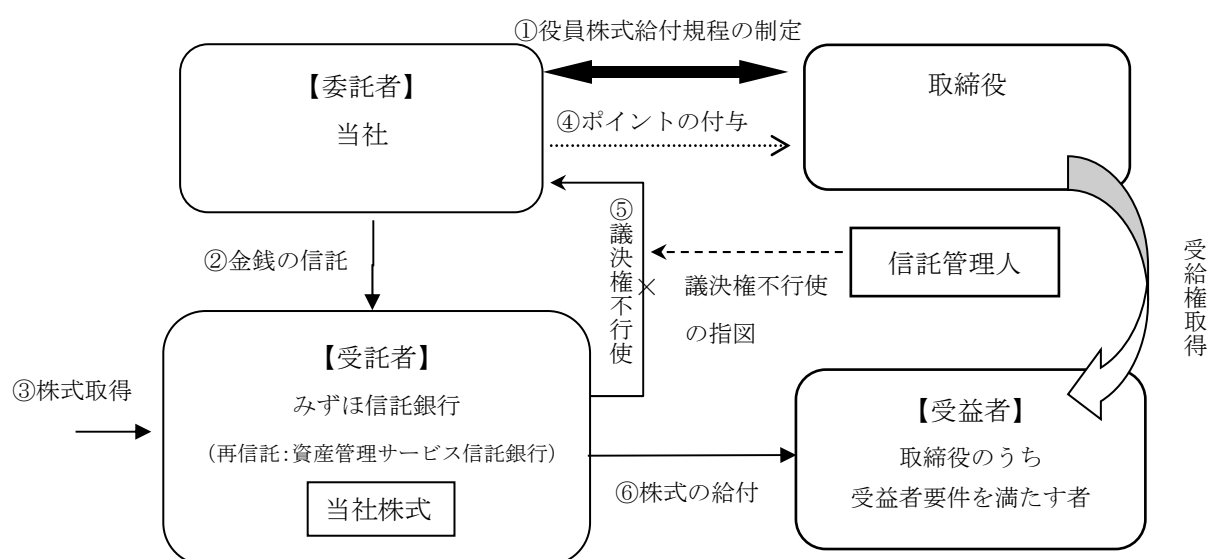 ①役員株式給付規程の制定
【委託者】
当社
取締役
④ポイントの付与
②金銭の信託
⑤議決権不行使
×
議決権不行使
の指図
信託管理人
受給権取得
③株式取得
【受託者】
みずほ信託銀行
(再信託:資産管理サービス信託銀行)
当社株式
⑥株式の給付
【受益者】
取締役のうち
受益者要件を満たす者